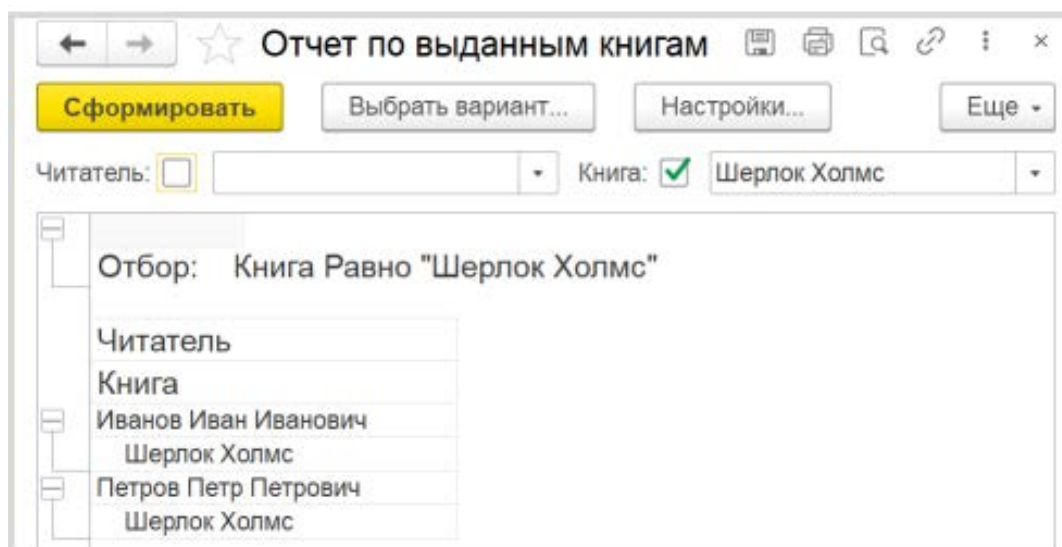 Отчет по выданным книгам
Сформировать Выбрать вариант... Настройки... Еще
Читатель: Книга: Шерлок Холмс
Отбор: Книга Равно "Шерлок Холмс"
Читатель
Книга
Иванов Иван Иванович
Шерлок Холмс
Петров Петр Петрович
Шерлок Холмс